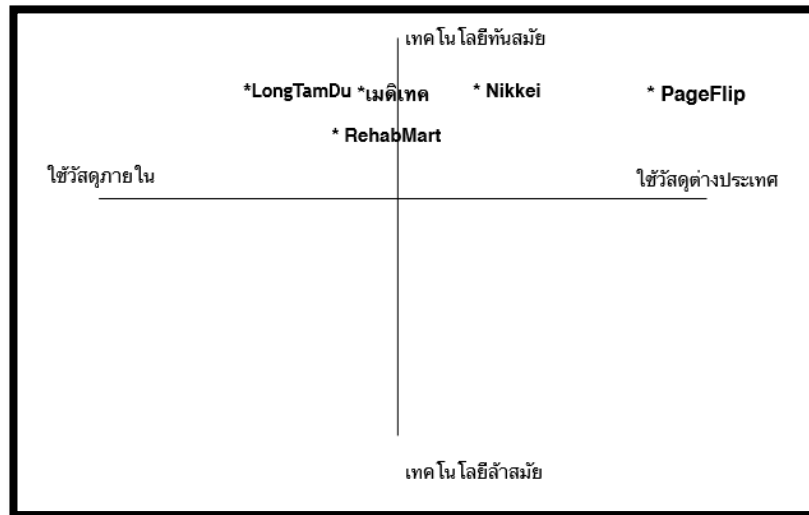 เทคโนโลยีทันสมัย
*LongTamDu *เมดิเทค * Nikkei * PageFlip
* RehabMart
ใช้วัสดุภายใน ใช้วัสดุต่างประเทศ
เทคโนโลยีล้าสมัย